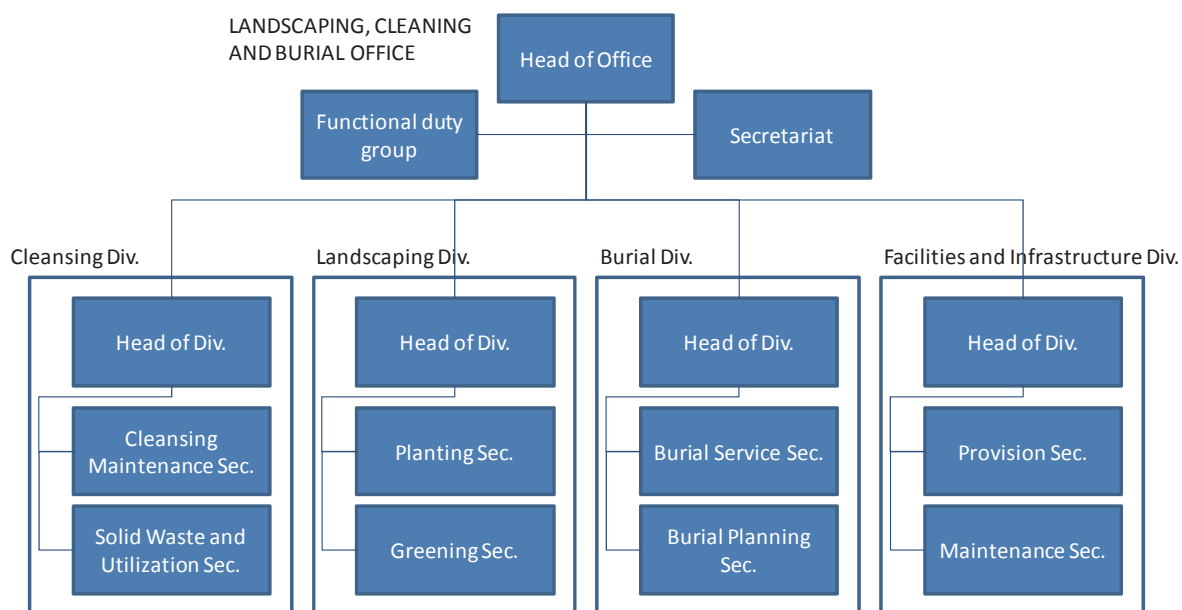 LANDSCAPING, CLEANING
AND BURIAL OFFICE
Head of Office
Functional duty
group
Secretariat
Cleansing Div.
Landscaping Div.
Burial Div.
Facilities and Infrastructure Div.
Head of Div.
Head of Div.
Head of Div.
Head of Div.
Cleansing
Maintenance Sec.
Planting Sec.
Burial Service Sec.
Provision Sec.
Solid Waste and
Utilization Sec.
Greening Sec.
Burial Planning
Sec.
Maintenance Sec.